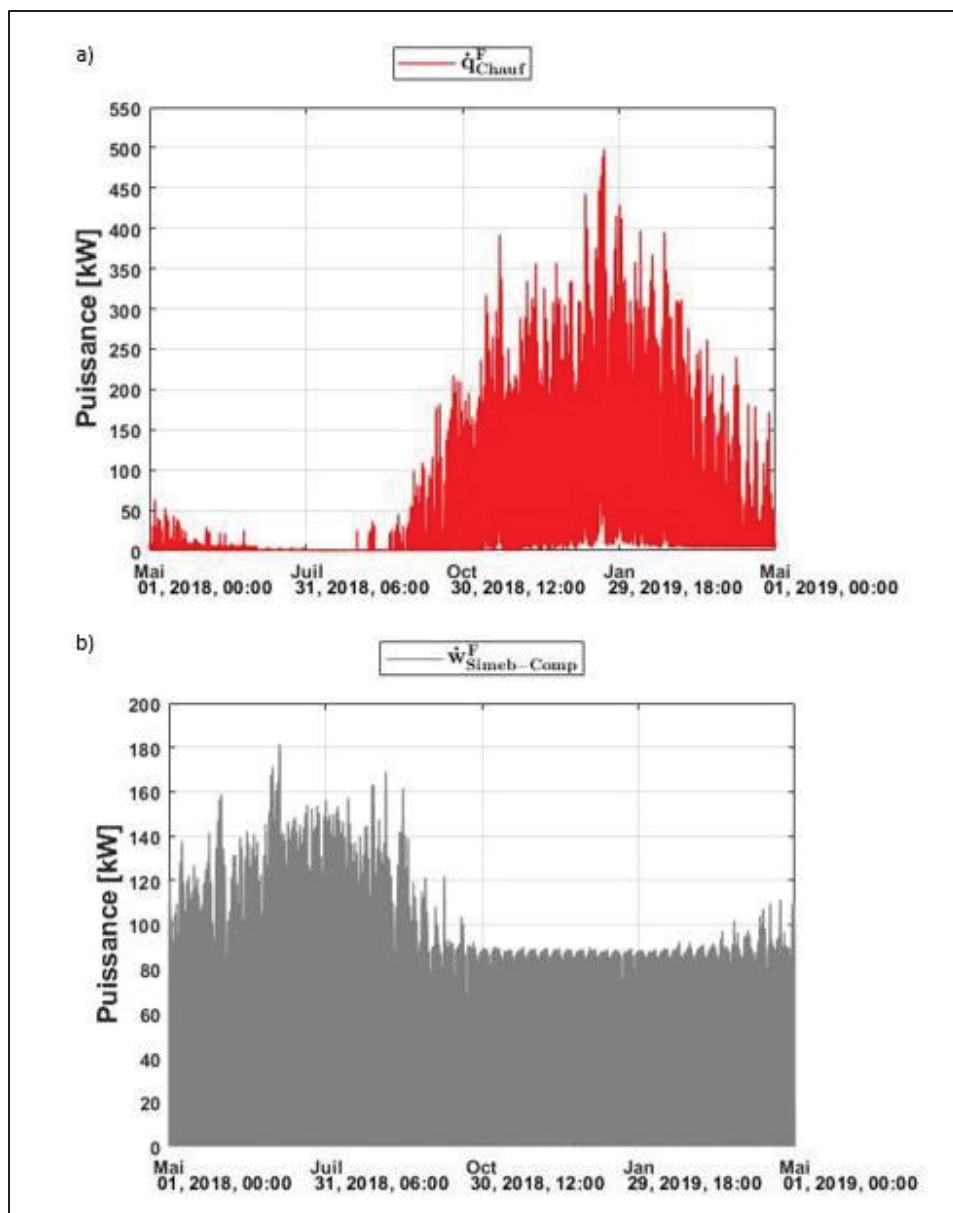 a)
q̇ᶠ_Chauf
550
500
450
400
350
300
250
200
150
100
50
0
Puissance [kW]
Mai Juil Oct Jan Mai
01, 2018, 00:00 31, 2018, 06:00 30, 2018, 12:00 29, 2019, 18:00 01, 2019, 00:00
b)
ẇᶠ_Simeb−Comp
200
180
160
140
120
100
80
60
40
20
0
Puissance [kW]
Mai Juil Oct Jan Mai
01, 2018, 00:00 31, 2018, 06:00 30, 2018, 12:00 29, 2019, 18:00 01, 2019, 00:00